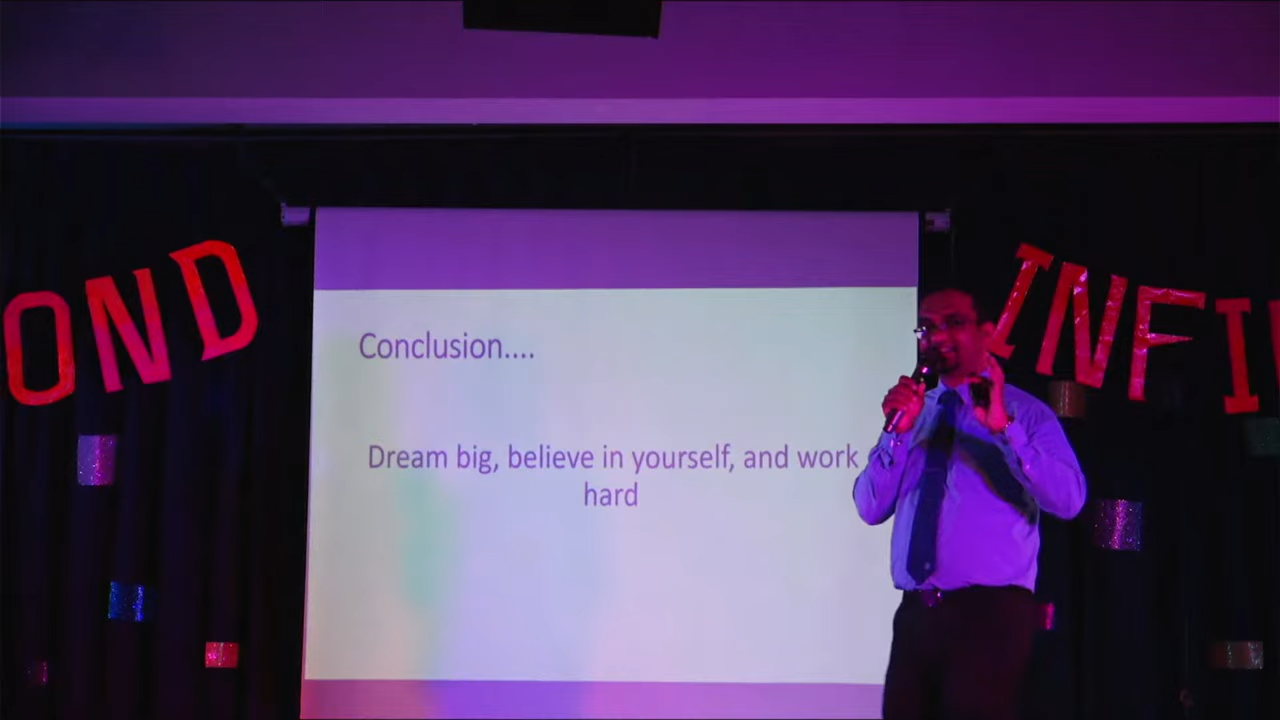 OND
INFI
Conclusion....
Dream big, believe in yourself, and work
hard